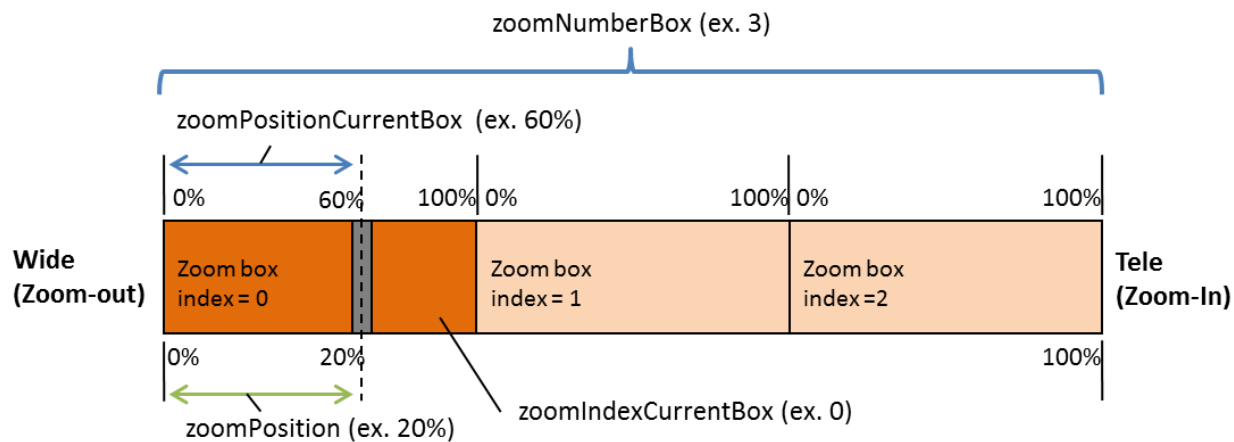 zoomNumberBox (ex. 3)
zoomPositionCurrentBox (ex. 60%)
0% 60% 100% 0% 100% 0% 100%
Wide
(Zoom-out)
Zoom box
index = 0
Zoom box
index = 1
Zoom box
index =2
Tele
(Zoom-In)
0% 20% 100%
zoomPosition (ex. 20%)
zoomIndexCurrentBox (ex. 0)